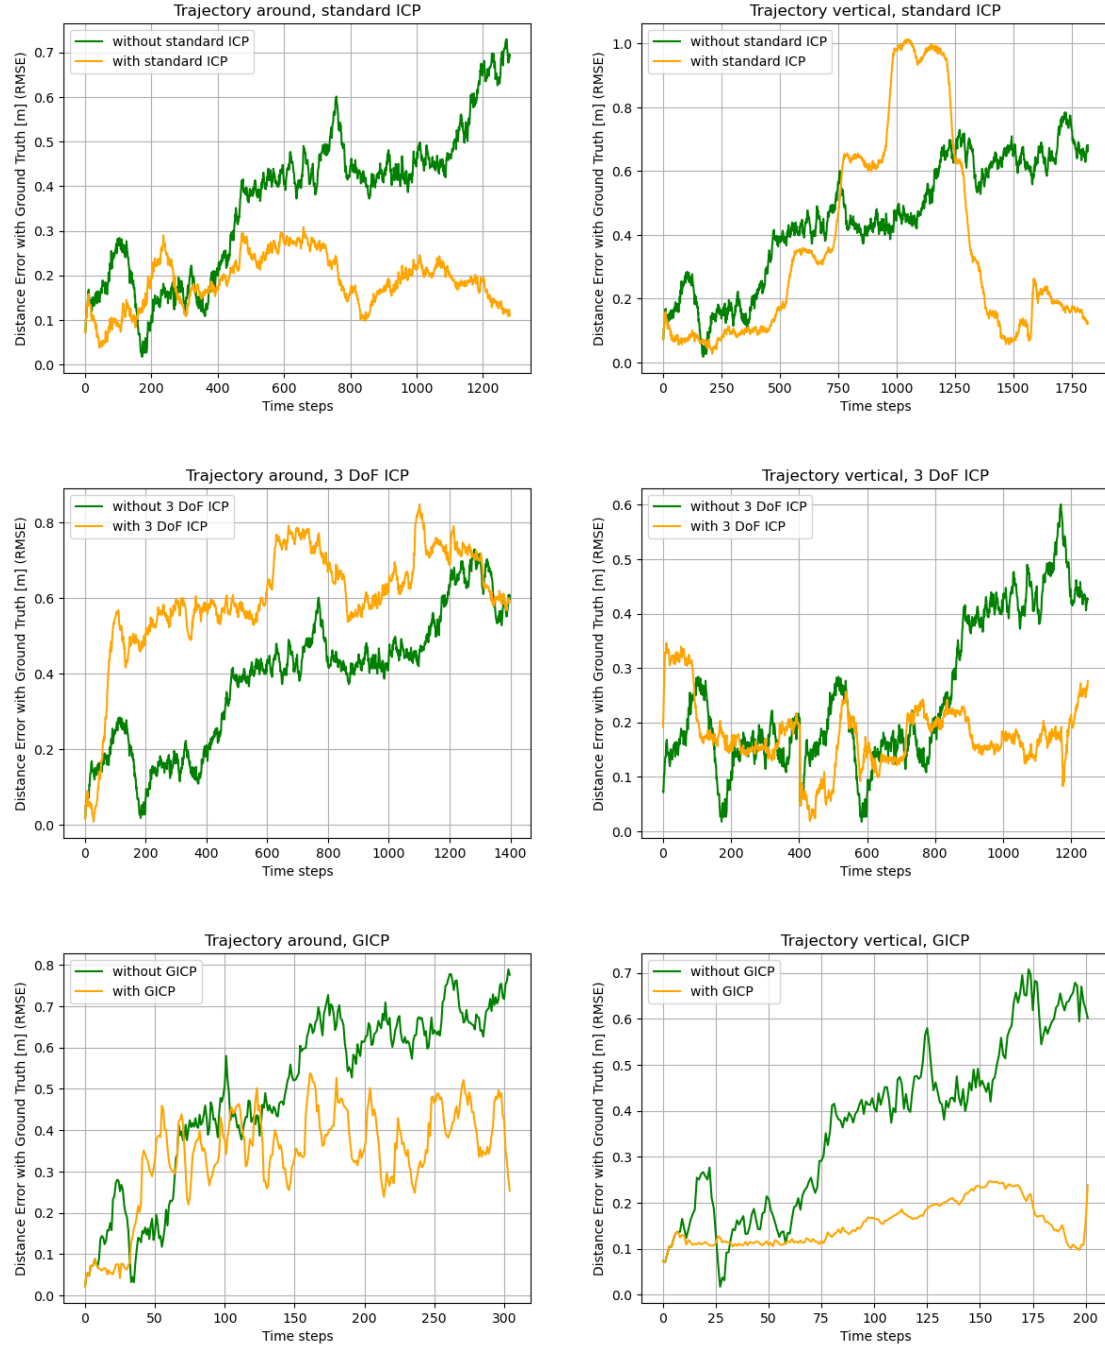 Trajectory around, standard ICP
Distance Error with Ground Truth [m] (RMSE)
0.7
0.6
0.5
0.4
0.3
0.2
0.1
0.0
without standard ICP
with standard ICP
0 200 400 600 800 1000 1200
Time steps
Trajectory vertical, standard ICP
Distance Error with Ground Truth [m] (RMSE)
1.0
0.8
0.6
0.4
0.2
0.0
without standard ICP
with standard ICP
0 250 500 750 1000 1250 1500 1750
Time steps
Trajectory around, 3 DoF ICP
Distance Error with Ground Truth [m] (RMSE)
0.8
0.6
0.4
0.2
0.0
without 3 DoF ICP
with 3 DoF ICP
0 200 400 600 800 1000 1200 1400
Time steps
Trajectory vertical, 3 DoF ICP
Distance Error with Ground Truth [m] (RMSE)
0.6
0.5
0.4
0.3
0.2
0.1
0.0
without 3 DoF ICP
with 3 DoF ICP
0 200 400 600 800 1000 1200
Time steps
Trajectory around, GICP
Distance Error with Ground Truth [m] (RMSE)
0.8
0.7
0.6
0.5
0.4
0.3
0.2
0.1
0.0
without GICP
with GICP
0 50 100 150 200 250 300
Time steps
Trajectory vertical, GICP
Distance Error with Ground Truth [m] (RMSE)
0.7
0.6
0.5
0.4
0.3
0.2
0.1
0.0
without GICP
with GICP
0 25 50 75 100 125 150 175 200
Time steps